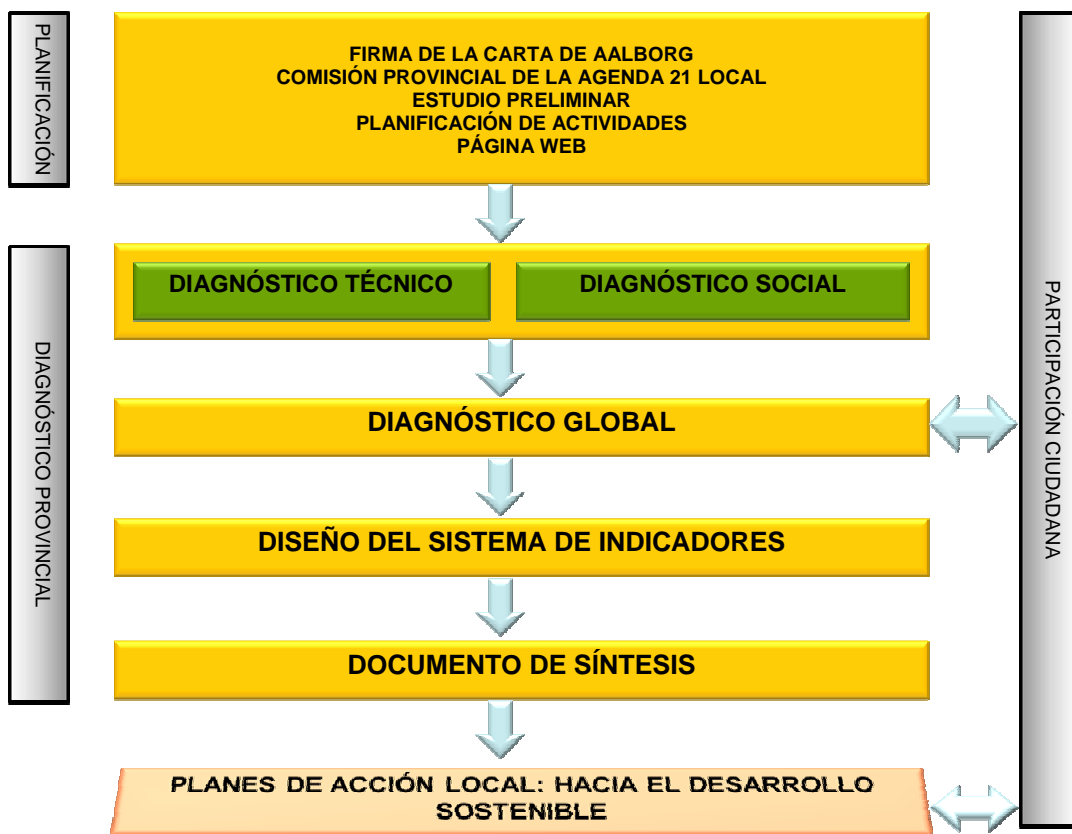 PLANIFICACIÓN
FIRMA DE LA CARTA DE AALBORG
COMISIÓN PROVINCIAL DE LA AGENDA 21 LOCAL
ESTUDIO PRELIMINAR
PLANIFICACIÓN DE ACTIVIDADES
PÁGINA WEB
DIAGNÓSTICO PROVINCIAL
DIAGNÓSTICO TÉCNICO
DIAGNÓSTICO SOCIAL
DIAGNÓSTICO GLOBAL
DISEÑO DEL SISTEMA DE INDICADORES
DOCUMENTO DE SÍNTESIS
PLANES DE ACCIÓN LOCAL: HACIA EL DESARROLLO
SOSTENIBLE
PARTICIPACIÓN CIUDADANA